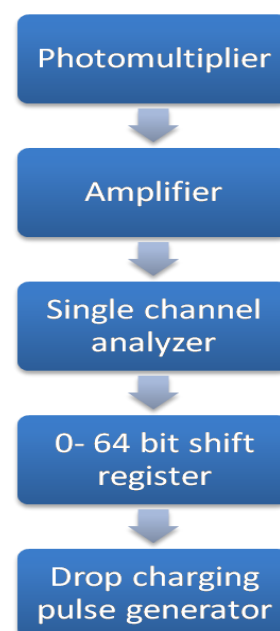 Photomultiplier
Amplifier
Single channel
analyzer
0- 64 bit shift
register
Drop charging
pulse generator